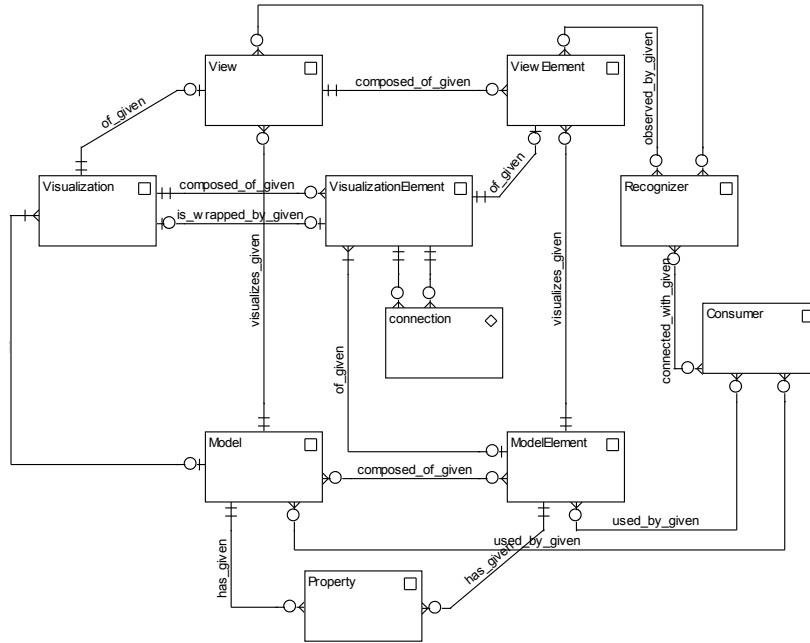 View
View Element
composed_of_given
observed_by_given
of_given
Visualization
composed_of_given
VisualizationElement
of_given
Recognizer
is_wrapped_by_given
visualizes_given
visualizes_given
connection
connected_with_given
Consumer
of_given
Model
ModelElement
composed_of_given
used_by_given
used_by_given
has_given
has_given
Property